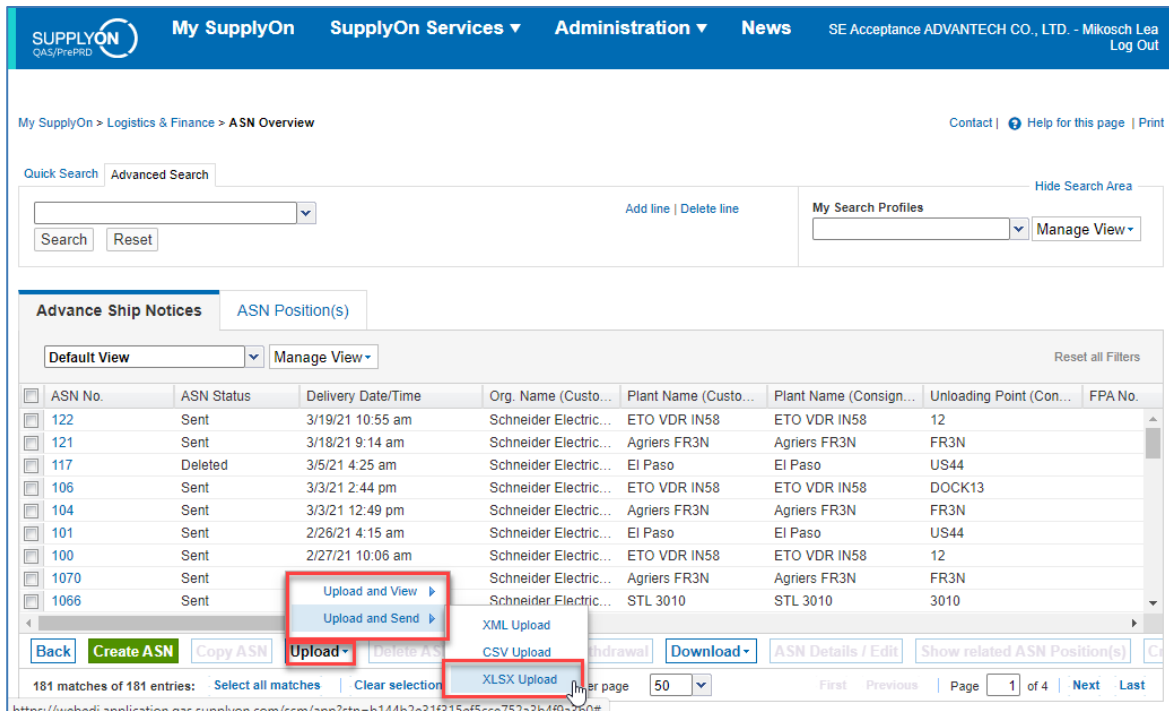 SUPPLYON
QAS/PrePRD
My SupplyOn SupplyOn Services Administration News
SE Acceptance ADVANTECH CO., LTD. - Mikosch Lea
Log Out
My SupplyOn > Logistics & Finance > ASN Overview
Contact | Help for this page | Print
Quick Search Advanced Search
Hide Search Area
Add line | Delete line
My Search Profiles
Search Reset
Manage View
Advance Ship Notices ASN Position(s)
Default View Manage View Reset all Filters
ASN No. ASN Status Delivery Date/Time Org. Name (Custo... Plant Name (Custo... Plant Name (Consign... Unloading Point (Con... FPA No.
122 Sent 3/19/21 10:55 am Schneider Electric... ETO VDR IN58 ETO VDR IN58 12
121 Sent 3/18/21 9:14 am Schneider Electric... Agriers FR3N Agriers FR3N FR3N
117 Deleted 3/5/21 4:25 am Schneider Electric... El Paso El Paso US44
106 Sent 3/3/21 2:44 pm Schneider Electric... ETO VDR IN58 ETO VDR IN58 DOCK13
104 Sent 3/3/21 12:49 pm Schneider Electric... Agriers FR3N Agriers FR3N FR3N
101 Sent 2/26/21 4:15 am Schneider Electric... El Paso El Paso US44
100 Sent 2/27/21 10:06 am Schneider Electric... ETO VDR IN58 ETO VDR IN58 12
1070 Sent Schneider Electric... Agriers FR3N Agriers FR3N FR3N
1066 Sent Schneider Electric... STL 3010 STL 3010 3010
Upload and View
Upload and Send
XML Upload
CSV Upload
XLSX Upload
Back Create ASN Copy ASN Upload Delete AS thdrawal Download ASN Details / Edit Show related ASN Position(s)
181 matches of 181 entries: Select all matches | Clear selection er page 50 First Previous | Page 1 of 4 | Next Last